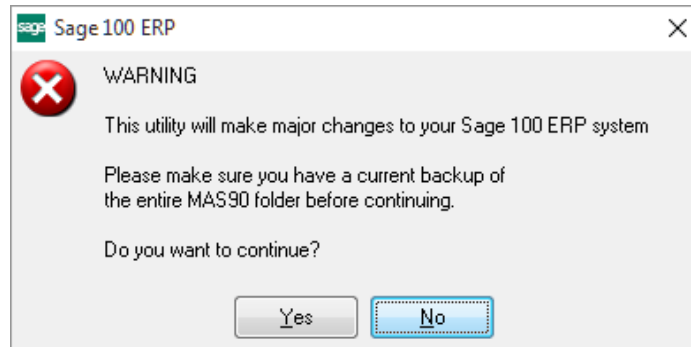 sage Sage 100 ERP
WARNING
This utility will make major changes to your Sage 100 ERP system
Please make sure you have a current backup of
the entire MAS90 folder before continuing.
Do you want to continue?
Yes No